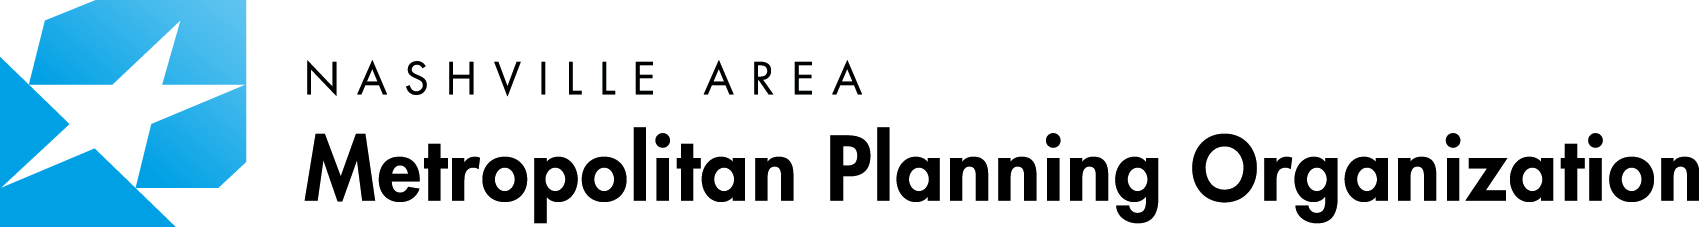 NASHVILLE AREA
Metropolitan Planning Organization